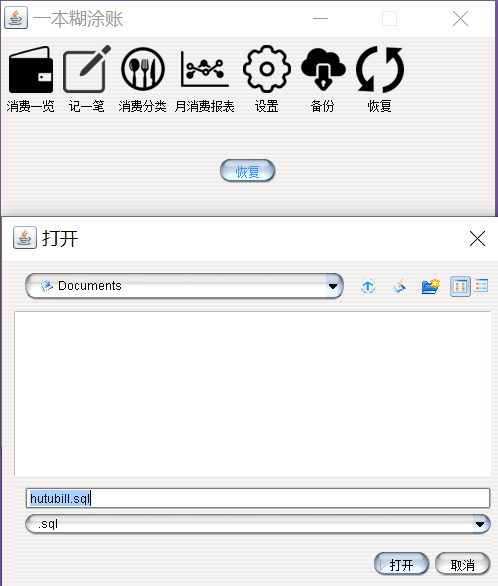 一本糊涂账
消费一览 记一笔 消费分类 月消费报表 设置 备份 恢复
恢复
打开
Documents
hutubill.sql
.sql
打开 取消